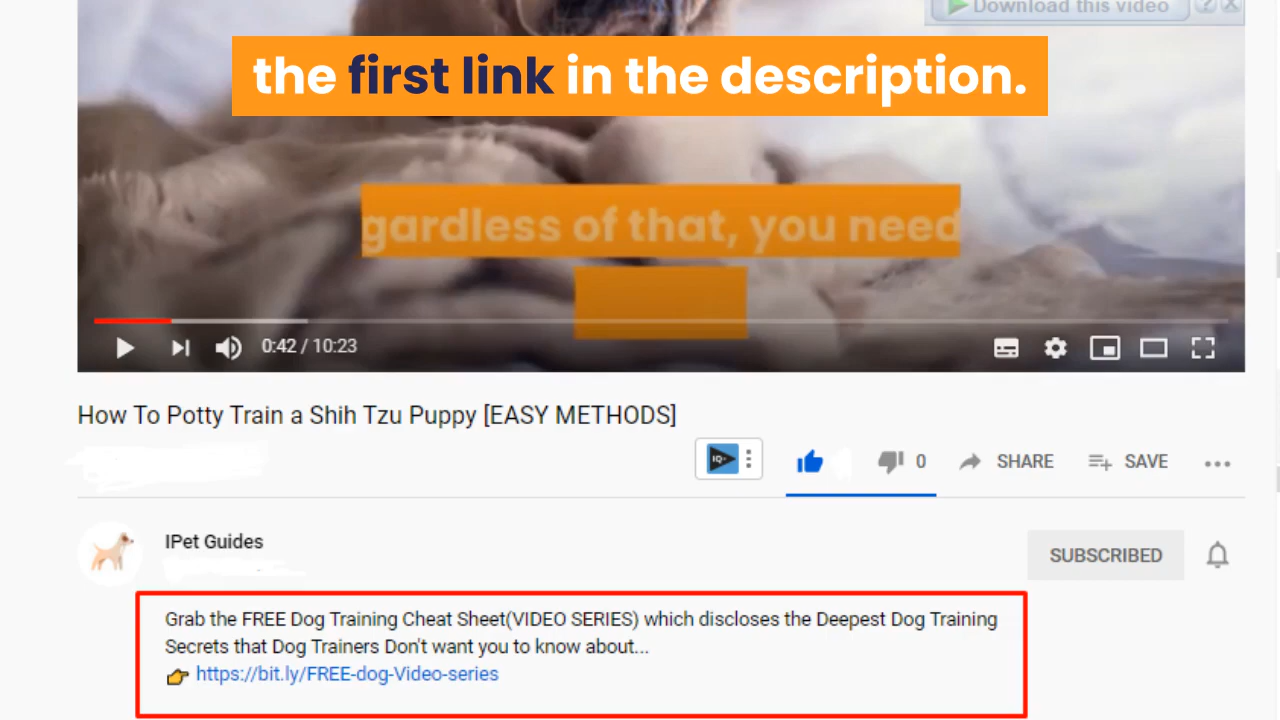 Download this video
the first link in the description.
gardless of that, you need
0:42 / 10:23
How To Potty Train a Shih Tzu Puppy [EASY METHODS]
IQ
0
SHARE
SAVE
IPet Guides
SUBSCRIBED
Grab the FREE Dog Training Cheat Sheet(VIDEO SERIES) which discloses the Deepest Dog Training
Secrets that Dog Trainers Don't want you to know about...
👉 https://bit.ly/FREE-dog-Video-series